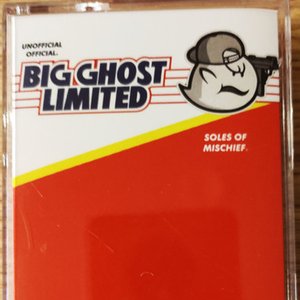 UNOFFICIAL
OFFICIAL.
BIG GHOST
LIMITED
SOLES OF
MISCHIEF.